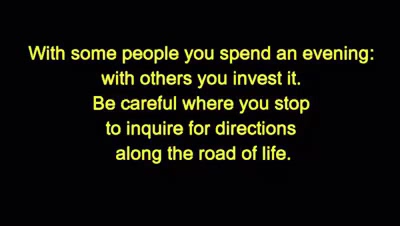 With some people you spend an evening:
with others you invest it.
Be careful where you stop
to inquire for directions
along the road of life.